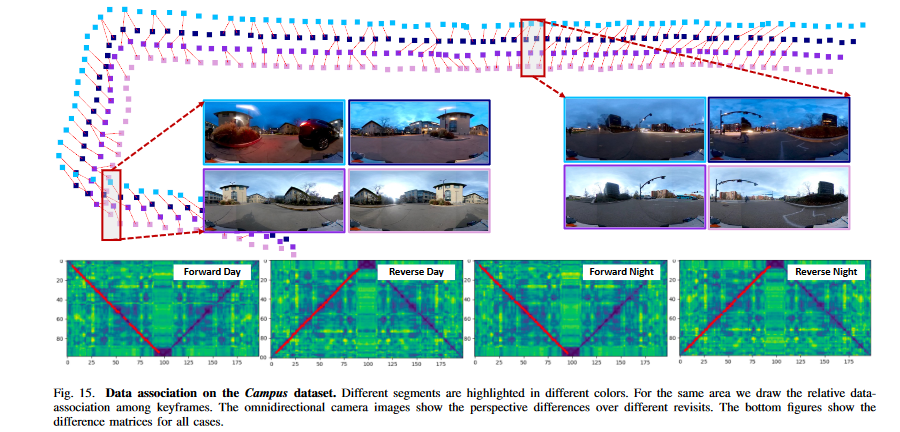 Forward Day
Reverse Day
Forward Night
Reverse Night
0
20
40
60
80
0 25 50 75 100 125 150 175
0
20
40
60
80
00
0 25 50 75 100 125 150 175
0
20
40
60
80
0 25 50 75 100 125 150 175
0
20
40
60
80
0 25 50 75 100 125 150 175
Fig. 15. Data association on the Campus dataset. Different segments are highlighted in different colors. For the same area we draw the relative data-
association among keyframes. The omnidirectional camera images show the perspective differences over different revisits. The bottom figures show the
difference matrices for all cases.